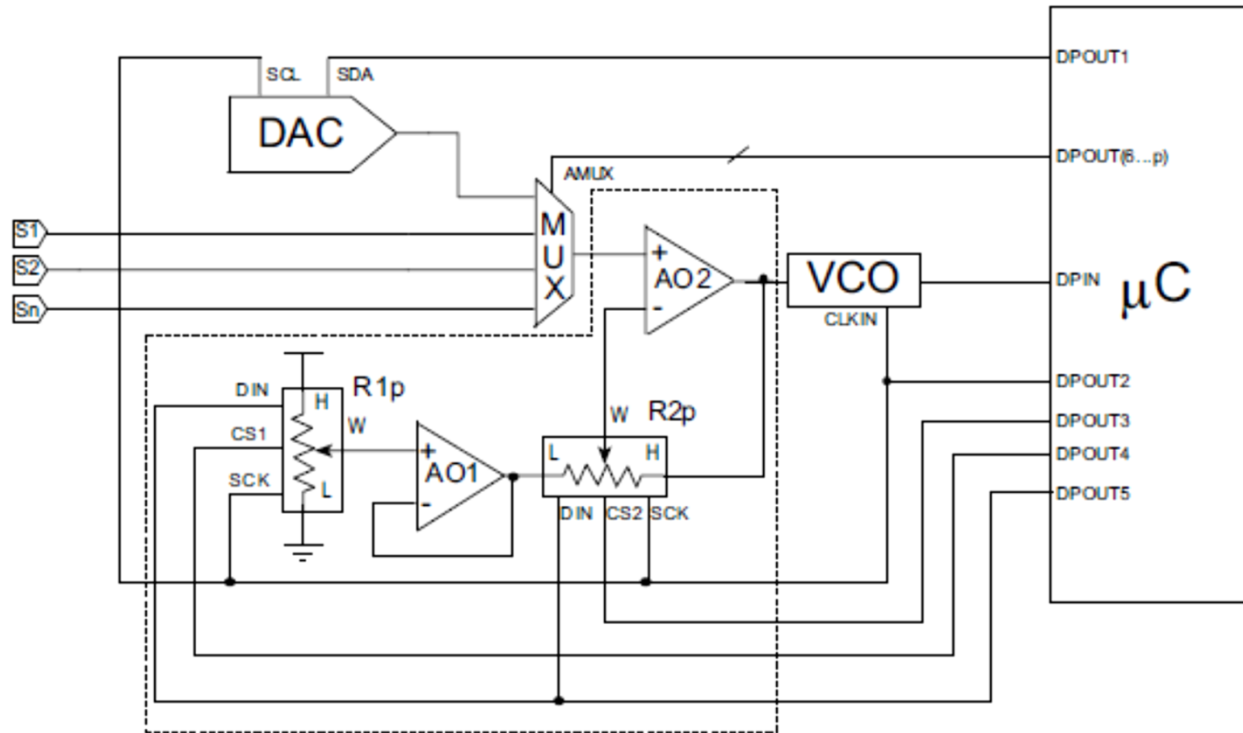 DPOUT1
SCL SDA
DAC
DPOUT(6...p)
AMUX
S1
MUX
S2
AO2
+
-
VCO
DPIN
μC
Sn
CLKIN
DPOUT2
DIN
R1p
H
W
R2p
DPOUT3
CS1
W
L
H
DPOUT4
+
AO1
-
SCK
L
DPOUT5
DIN CS2 SCK